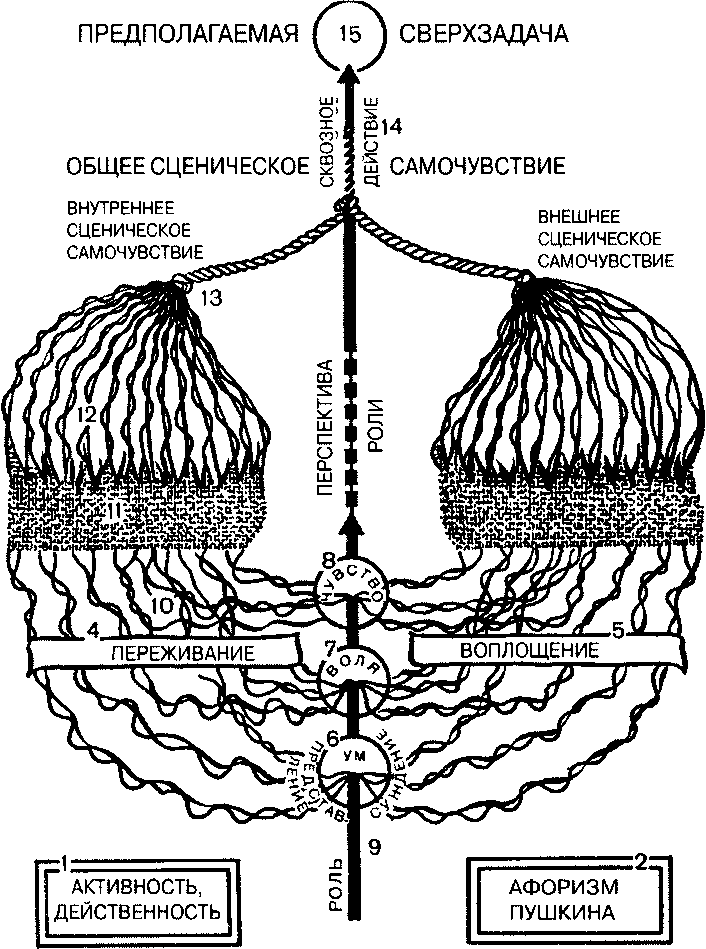 ПРЕДПОЛАГАЕМАЯ 15 СВЕРХЗАДАЧА
СКВОЗНОЕ
ДЕЙСТВИЕ
14
ОБЩЕЕ СЦЕНИЧЕСКОЕ САМОЧУВСТВИЕ
ВНУТРЕННЕЕ
СЦЕНИЧЕСКОЕ
САМОЧУВСТВИЕ
ВНЕШНЕЕ
СЦЕНИЧЕСКОЕ
САМОЧУВСТВИЕ
13
12
ПЕРСПЕКТИВА
РОЛИ
11
8
ЧУВСТВО
10
4
ПЕРЕЖИВАНИЕ
5
ВОПЛОЩЕНИЕ
7
ВОЛЯ
6
УМ
ПРЕДСТАВ
ЛЕНИЕ
СУЖДЕНИЕ
9
РОЛЬ
1
АКТИВНОСТЬ,
ДЕЙСТВЕННОСТЬ
2
АФОРИЗМ
ПУШКИНА